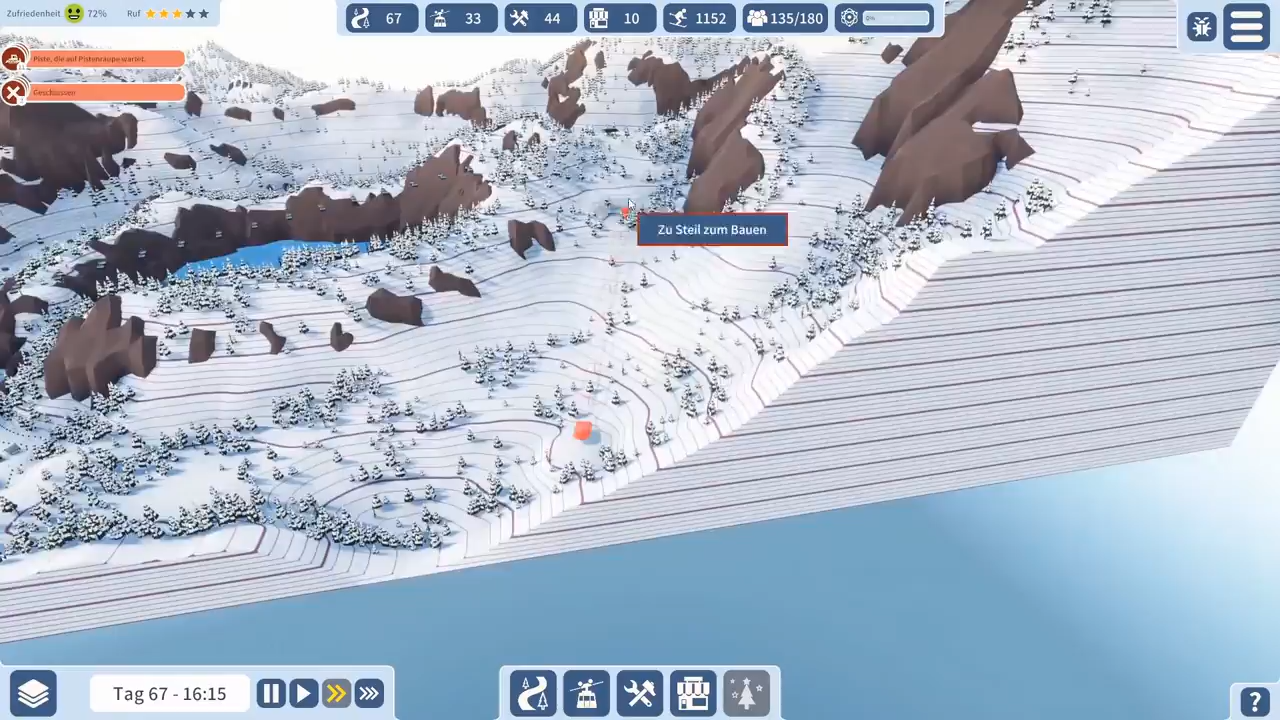 Zufriedenheit 72% Ruf
67 33 44 10 1152 135/180 0%
Piste, die auf Pistenraupe wartet.
Geschlossen
Zu Steil zum Bauen
Tag 67 - 16:15
?